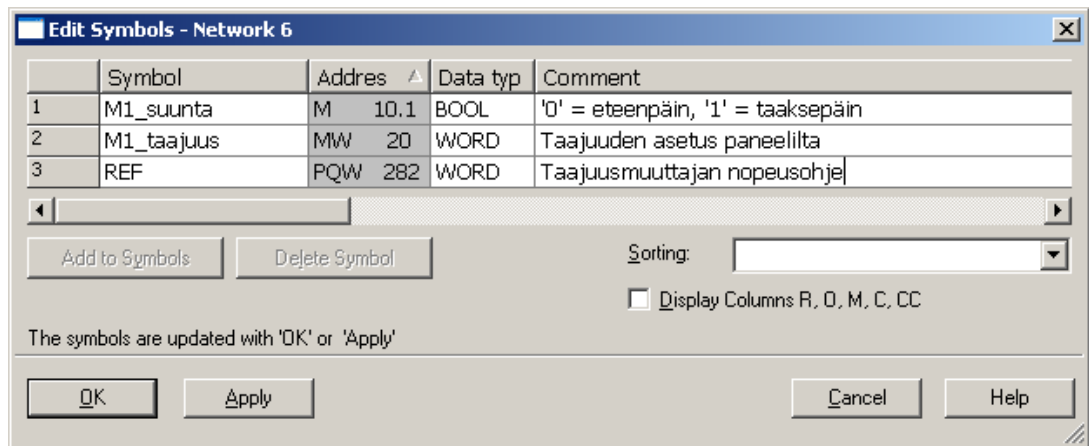 Edit Symbols - Network 6
Symbol Addres Data typ Comment
1 M1_suunta M 10.1 BOOL '0' = eteenpäin, '1' = taaksepäin
2 M1_taajuus MW 20 WORD Taajuuden asetus paneelilta
3 REF PQW 282 WORD Taajuusmuuttajan nopeusohje
Add to Symbols Delete Symbol Sorting:
Display Columns R, O, M, C, CC
The symbols are updated with 'OK' or 'Apply'
OK Apply Cancel Help